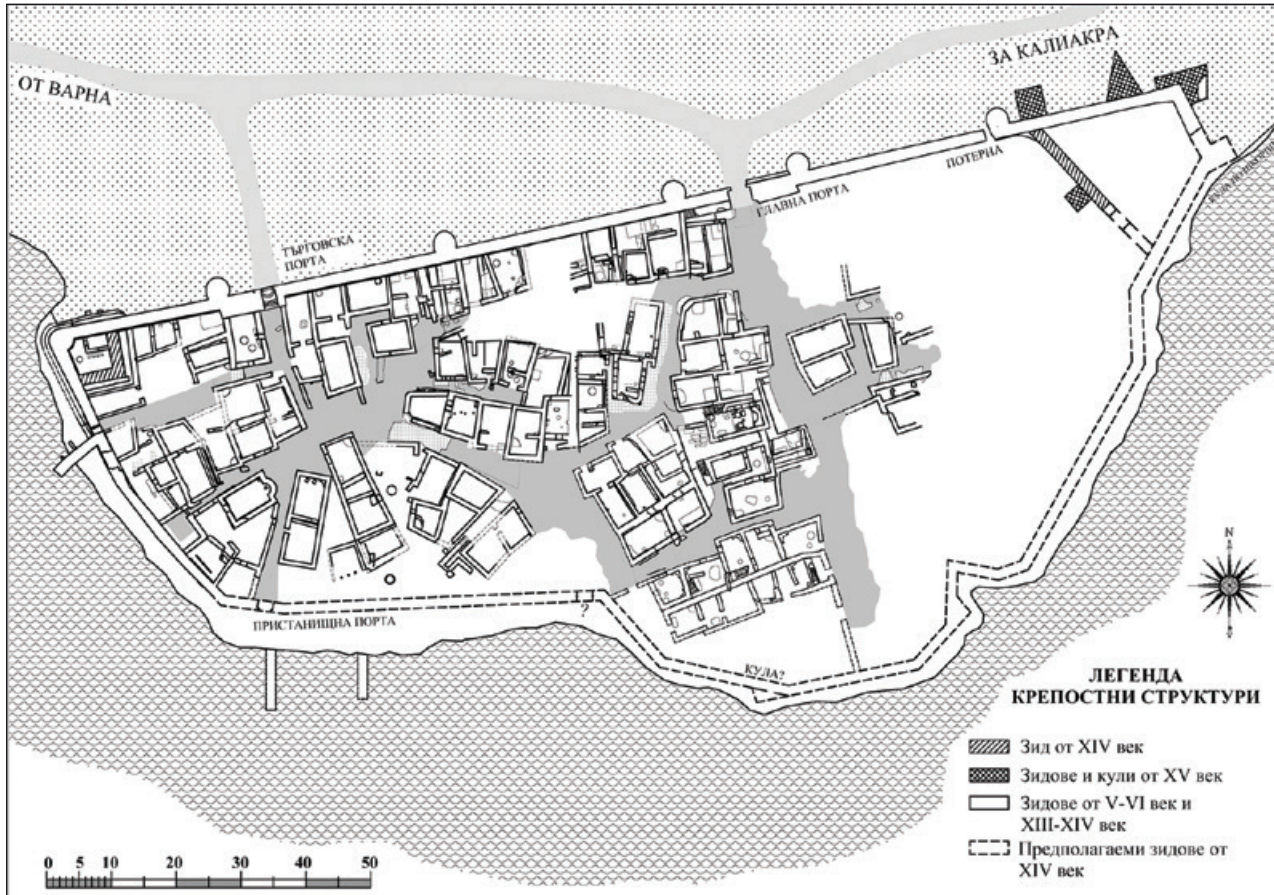 ОТ ВАРНА
ЗА КАЛИАКРА
ПОТЕРНА
ГЛАВНА ПОРТА
ТЪРГОВСКА
ПОРТА
ПРИСТАНИЩНА ПОРТА
?
КУЛА?
N
ЛЕГЕНДА
КРЕПОСТНИ СТРУКТУРИ
Зид от XIV век
Зидове и кули от XV век
Зидове от V-VI век и
XIII-XIV век
Предполагаеми зидове от
XIV век
0 5 10 20 30 40 50